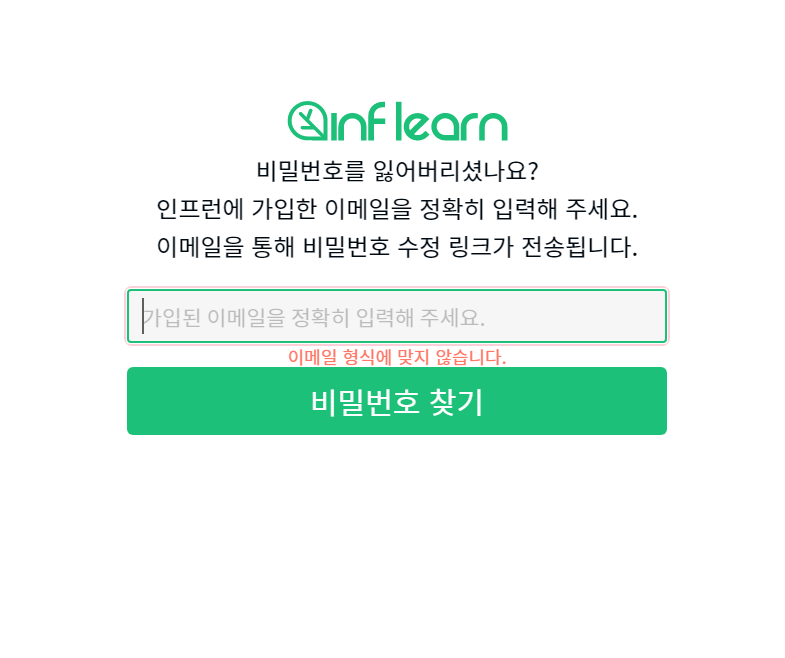 inflearn
비밀번호를 잃어버리셨나요?
인프런에 가입한 이메일을 정확히 입력해 주세요.
이메일을 통해 비밀번호 수정 링크가 전송됩니다.
가입된 이메일을 정확히 입력해 주세요.
이메일 형식에 맞지 않습니다.
비밀번호 찾기